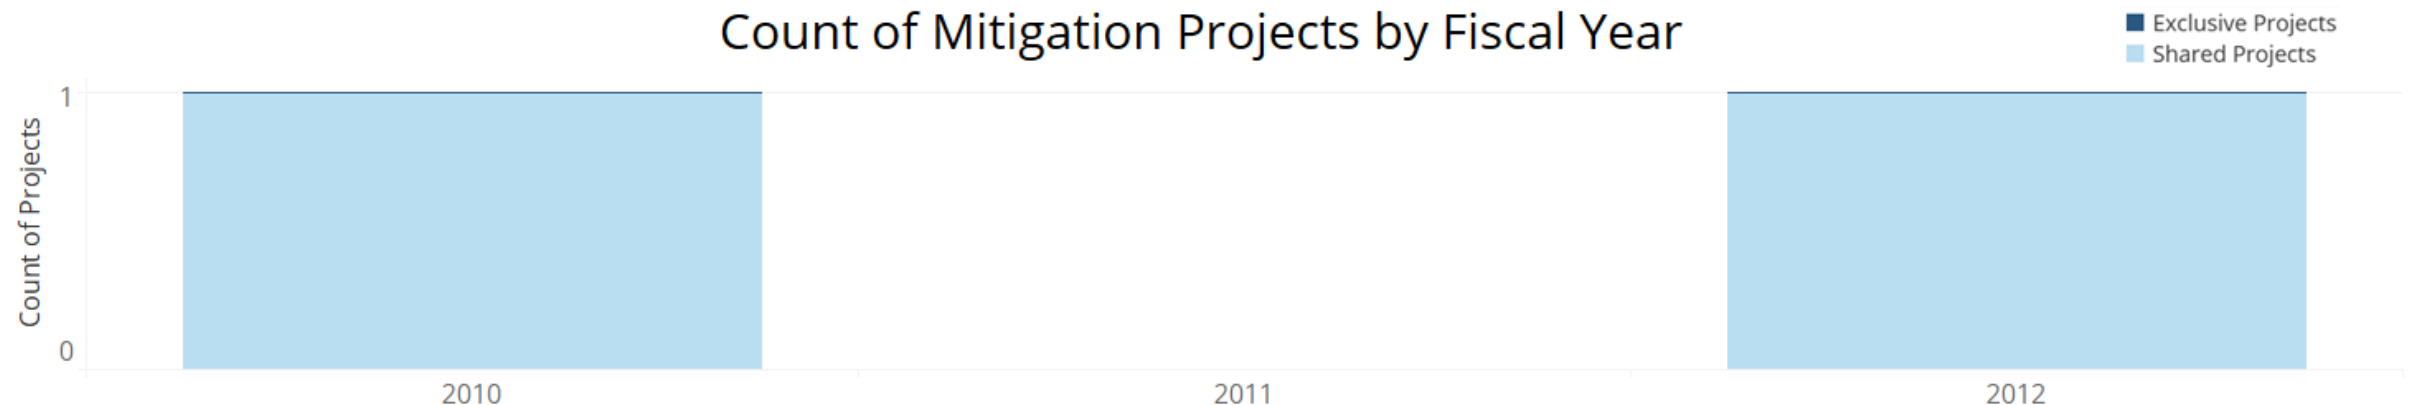 Count of Mitigation Projects by Fiscal Year
Exclusive Projects
Shared Projects
Count of Projects
1
0
2010
2011
2012